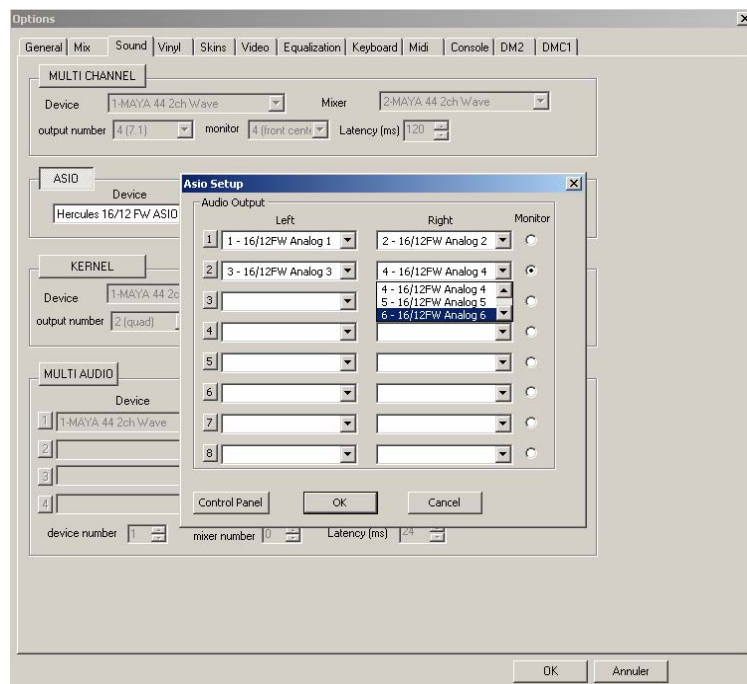 Options
General Mix Sound Vinyl Skins Video Equalization Keyboard Midi Console DM2 DMC1
MULTI CHANNEL
Device 1-MAYA 44 2ch Wave Mixer 2-MAYA 44 2ch Wave
output number 4 (7.1) monitor 4 (front cent Latency (ms) 120
ASIO
Device
Hercules 16/12 FW ASIO
Asio Setup
Audio Output
Left Right Monitor
1 1 - 16/12FW Analog 1 2 - 16/12FW Analog 2
2 3 - 16/12FW Analog 3 4 - 16/12FW Analog 4
4 - 16/12FW Analog 4
5 - 16/12FW Analog 5
6 - 16/12FW Analog 6
3
4
5
6
7
8
Control Panel OK Cancel
KERNEL
Device 1-MAYA 44 2c
output number 2 (quad)
MULTI AUDIO
Device
1 1-MAYA 44 2ch Wave
2
3
4
device number 1 mixer number 0 Latency (ms) 24
OK Annuler